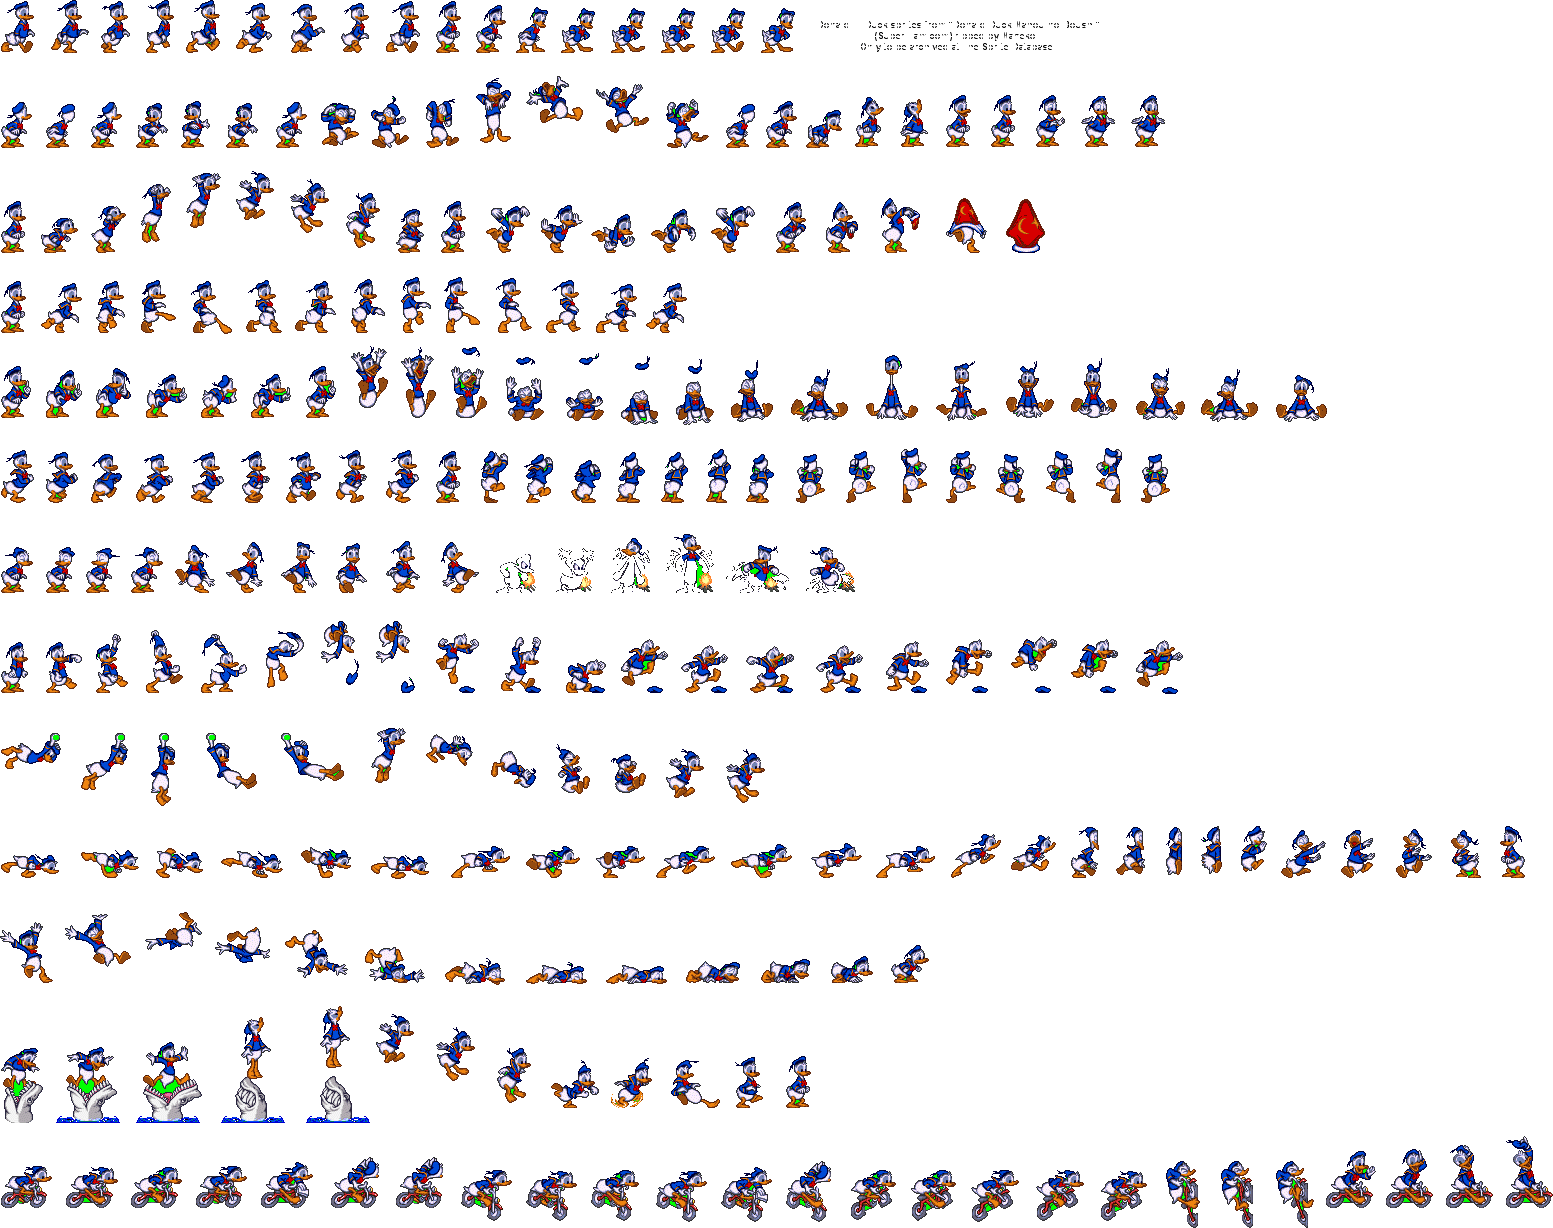 Donald Duck sprites from "Donald Duck Mahou no Boushi"
(Super Famicom) ripped by Maneko
Only to be archived at The Sprite Database